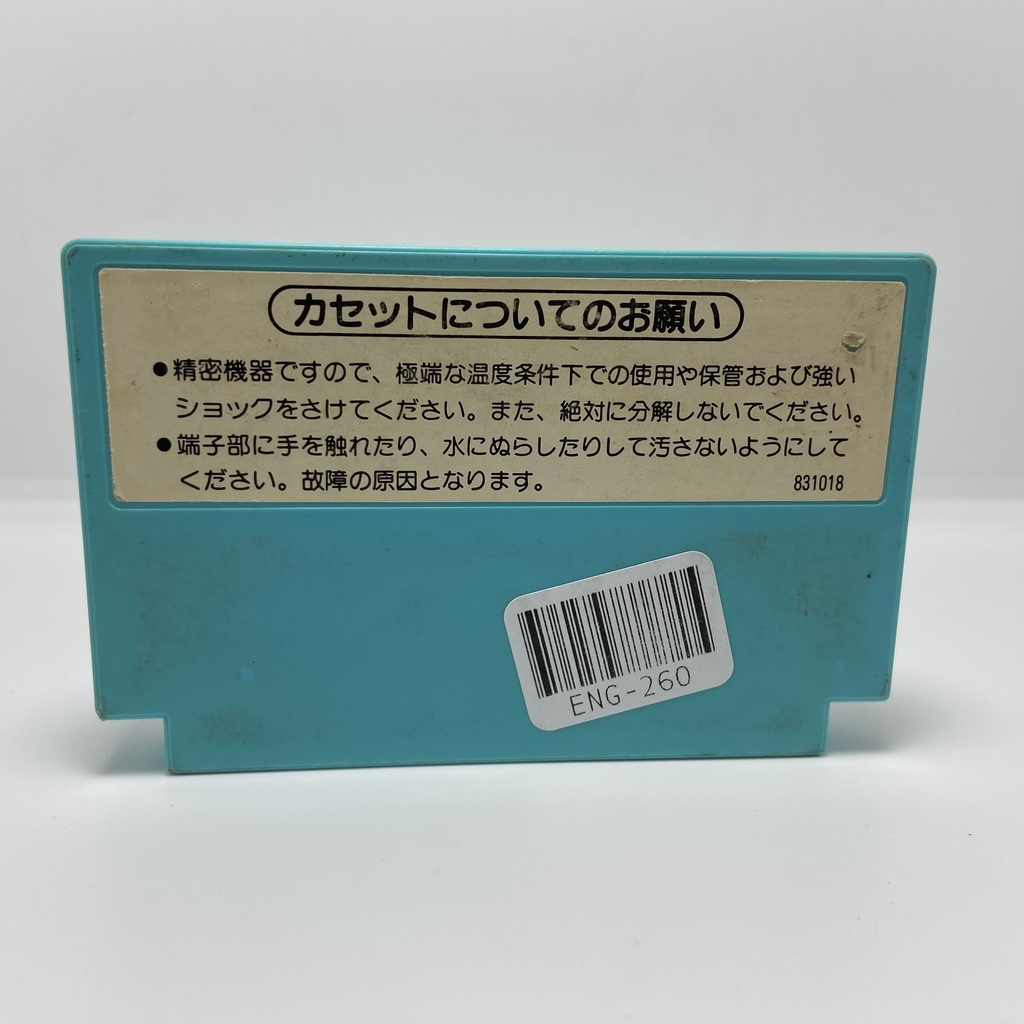 カセットについてのお願い
●精密機器ですので、極端な温度条件下での使用や保管および強い
ショックをさけてください。また、絶対に分解しないでください。
●端子部に手を触れたり、水にぬらしたりして汚さないようにして
ください。故障の原因となります。
831018
ENG-260